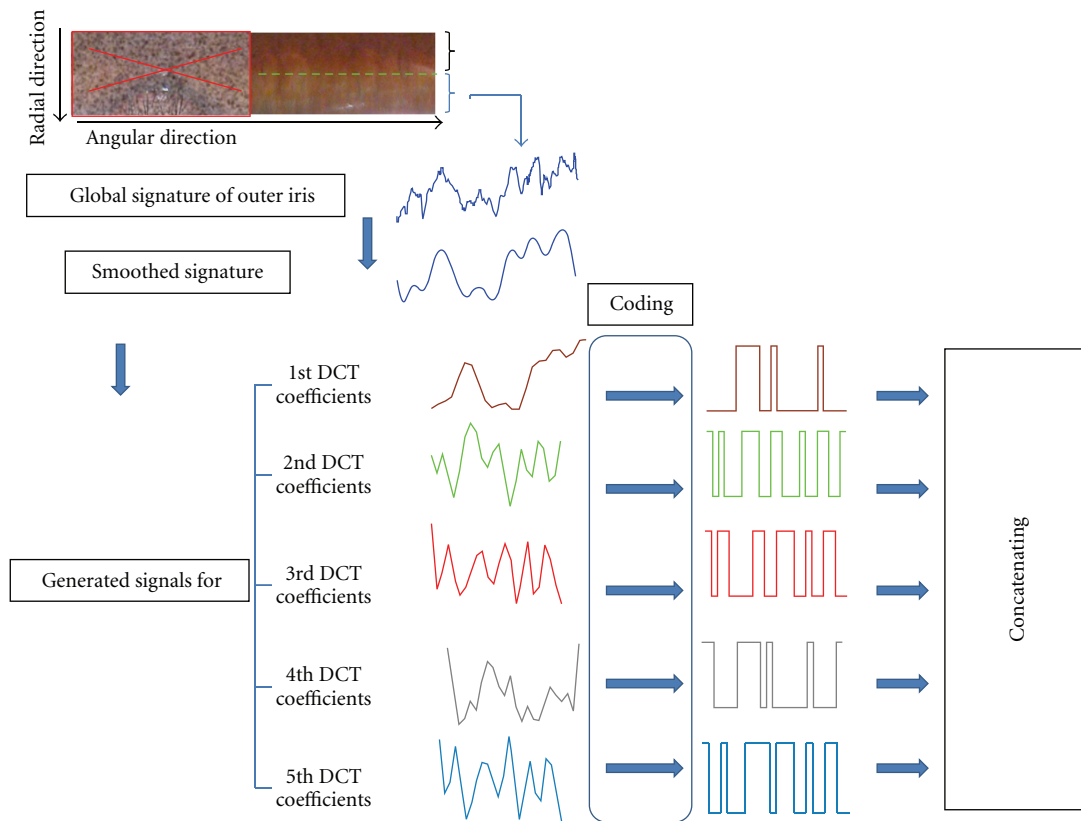 Radial direction
Angular direction
Global signature of outer iris
Smoothed signature
Coding
1st DCT
coefficients
2nd DCT
coefficients
Generated signals for
3rd DCT
coefficients
4th DCT
coefficients
5th DCT
coefficients
Concatenating